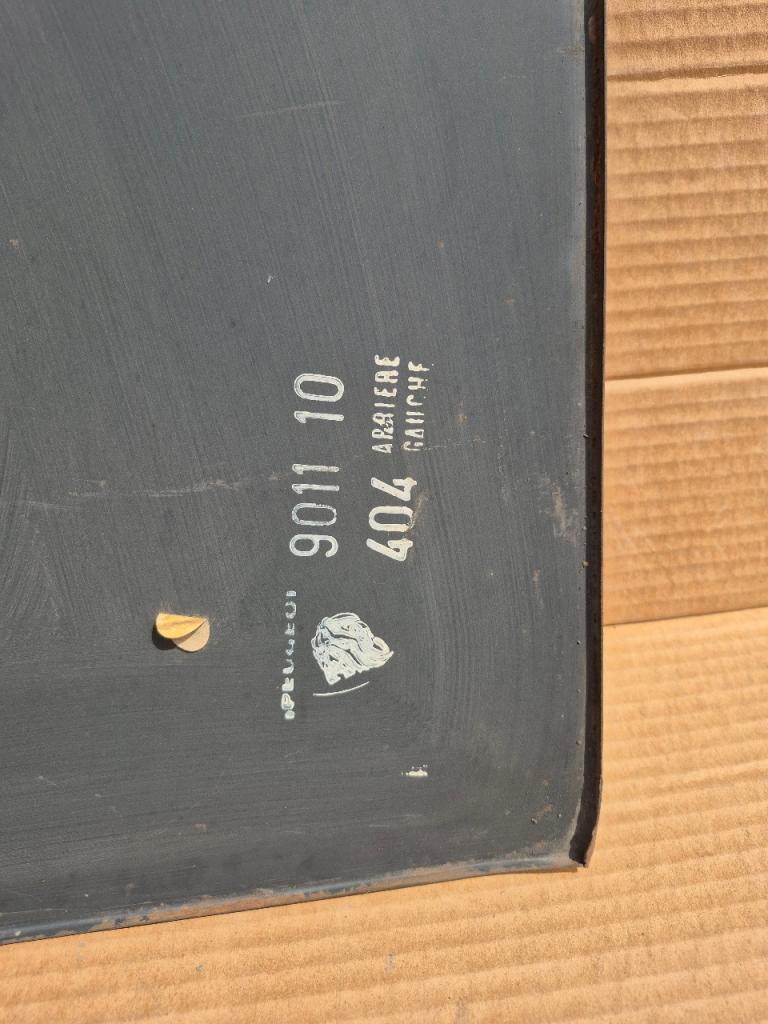 PEUGEOT
9011 10
404 ARRIERE
GAUCHE